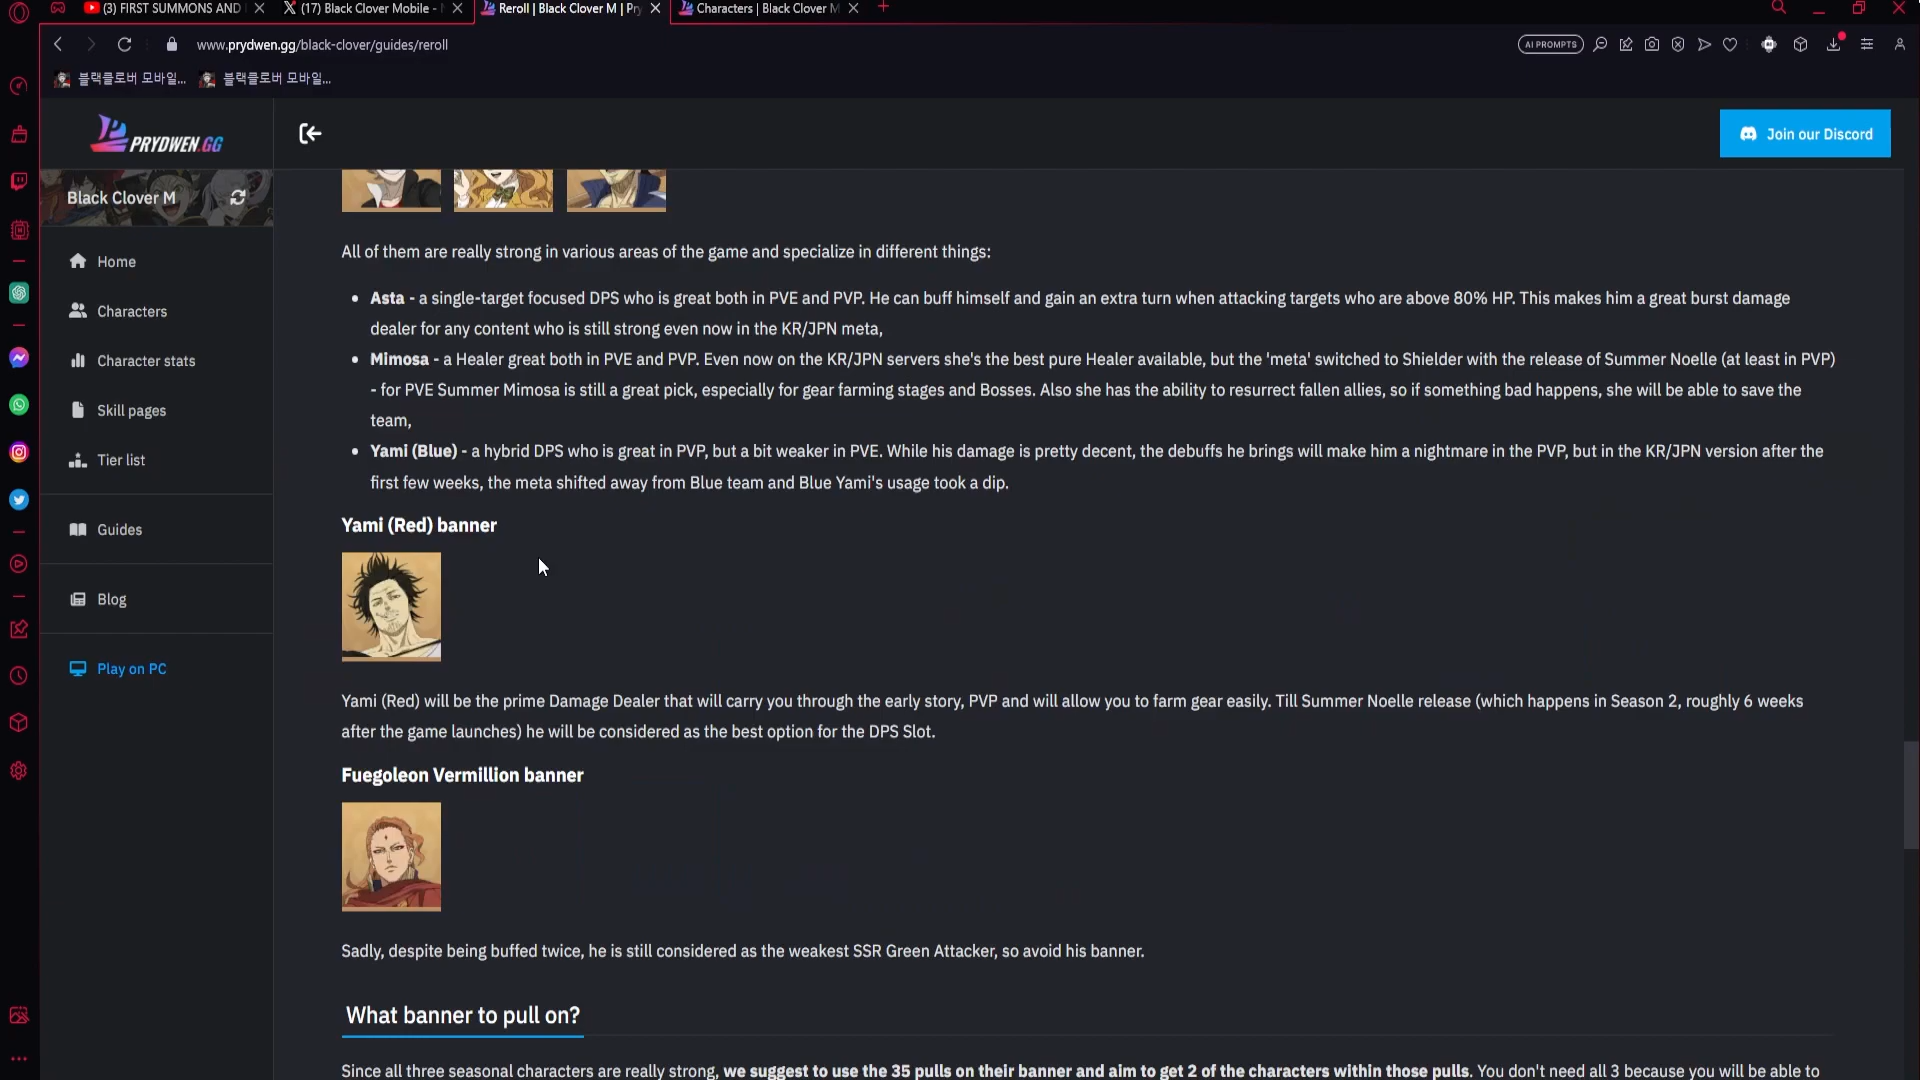 (3) FIRST SUMMONS AND
(17) Black Clover Mobile -
Reroll | Black Clover M | Pry
Characters | Black Clover M
www.prydwen.gg/black-clover/guides/reroll
AI PROMPTS
블랙클로버 모바일...
블랙클로버 모바일...
PRYDWEN.GG
Join our Discord
Black Clover M
Home
Characters
Character stats
Skill pages
Tier list
Guides
Blog
Play on PC
All of them are really strong in various areas of the game and specialize in different things:
Asta - a single-target focused DPS who is great both in PVE and PVP. He can buff himself and gain an extra turn when attacking targets who are above 80% HP. This makes him a great burst damage
dealer for any content who is still strong even now in the KR/JPN meta,
Mimosa - a Healer great both in PVE and PVP. Even now on the KR/JPN servers she's the best pure Healer available, but the 'meta' switched to Shielder with the release of Summer Noelle (at least in PVP)
- for PVE Summer Mimosa is still a great pick, especially for gear farming stages and Bosses. Also she has the ability to resurrect fallen allies, so if something bad happens, she will be able to save the
team,
Yami (Blue) - a hybrid DPS who is great in PVP, but a bit weaker in PVE. While his damage is pretty decent, the debuffs he brings will make him a nightmare in the PVP, but in the KR/JPN version after the
first few weeks, the meta shifted away from Blue team and Blue Yami's usage took a dip.
Yami (Red) banner
Yami (Red) will be the prime Damage Dealer that will carry you through the early story, PVP and will allow you to farm gear easily. Till Summer Noelle release (which happens in Season 2, roughly 6 weeks
after the game launches) he will be considered as the best option for the DPS Slot.
Fuegoleon Vermillion banner
Sadly, despite being buffed twice, he is still considered as the weakest SSR Green Attacker, so avoid his banner.
What banner to pull on?
Since all three seasonal characters are really strong, we suggest to use the 35 pulls on their banner and aim to get 2 of the characters within those pulls. You don't need all 3 because you will be able to